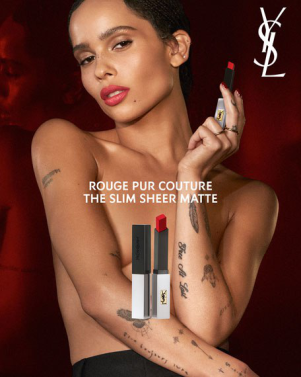 YSL
ROUGE PUR COUTURE
THE SLIM SHEER MATTE